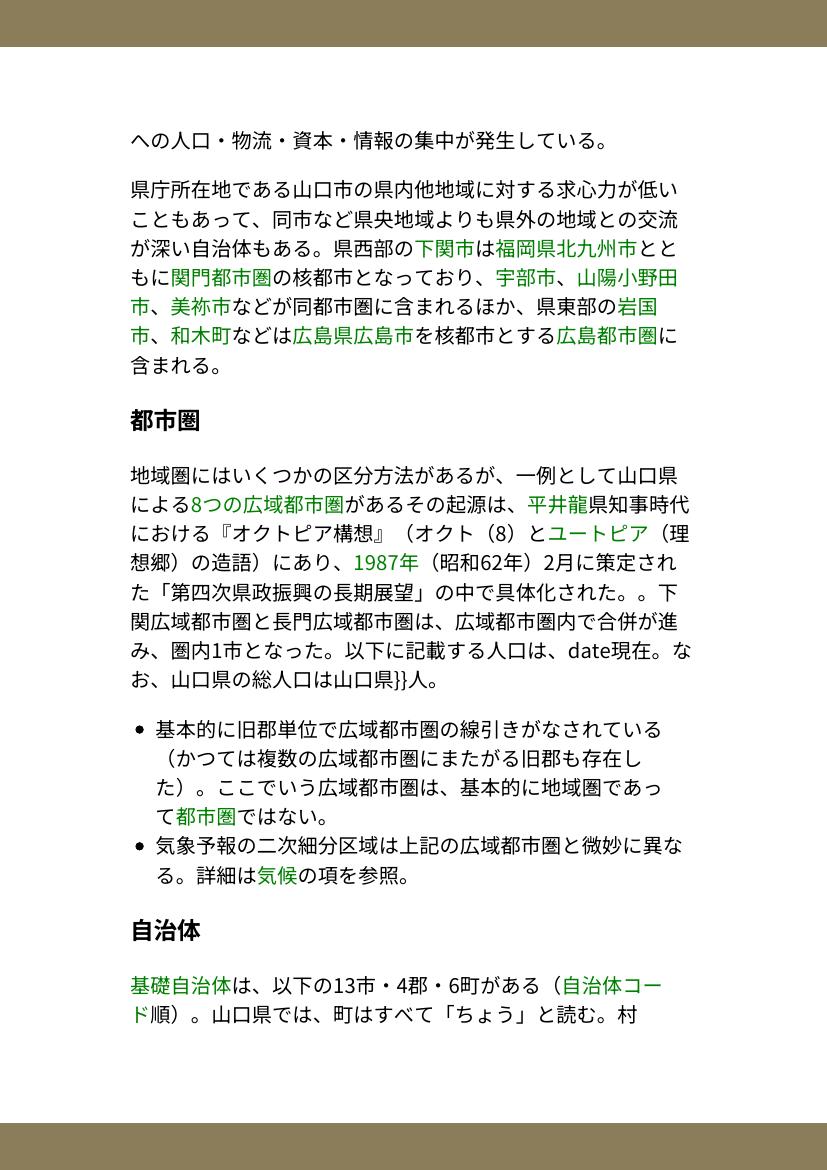 への人口・物流・資本・情報の集中が発生している。
県庁所在地である山口市の県内他地域に対する求心力が低い
こともあって、同市など県央地域よりも県外の地域との交流
が深い自治体もある。県西部の下関市は福岡県北九州市とと
もに関門都市圏の核都市となっており、宇部市、山陽小野田
市、美祢市などが同都市圏に含まれるほか、県東部の岩国
市、和木町などは広島県広島市を核都市とする広島都市圏に
含まれる。
都市圏
地域圏にはいくつかの区分方法があるが、一例として山口県
による8つの広域都市圏があるその起源は、平井龍県知事時代
における『オクトピア構想』（オクト（8）とユートピア（理
想郷）の造語）にあり、1987年（昭和62年）2月に策定され
た「第四次県政振興の長期展望」の中で具体化された。。下
関広域都市圏と長門広域都市圏は、広域都市圏内で合併が進
み、圏内1市となった。以下に記載する人口は、date現在。な
お、山口県の総人口は山口県}}人。
• 基本的に旧郡単位で広域都市圏の線引きがなされている
（かつては複数の広域都市圏にまたがる旧郡も存在し
た）。ここでいう広域都市圏は、基本的に地域圏であっ
て都市圏ではない。
• 気象予報の二次細分区域は上記の広域都市圏と微妙に異な
る。詳細は気候の項を参照。
自治体
基礎自治体は、以下の13市・4郡・6町がある（自治体コー
ド順）。山口県では、町はすべて「ちょう」と読む。村